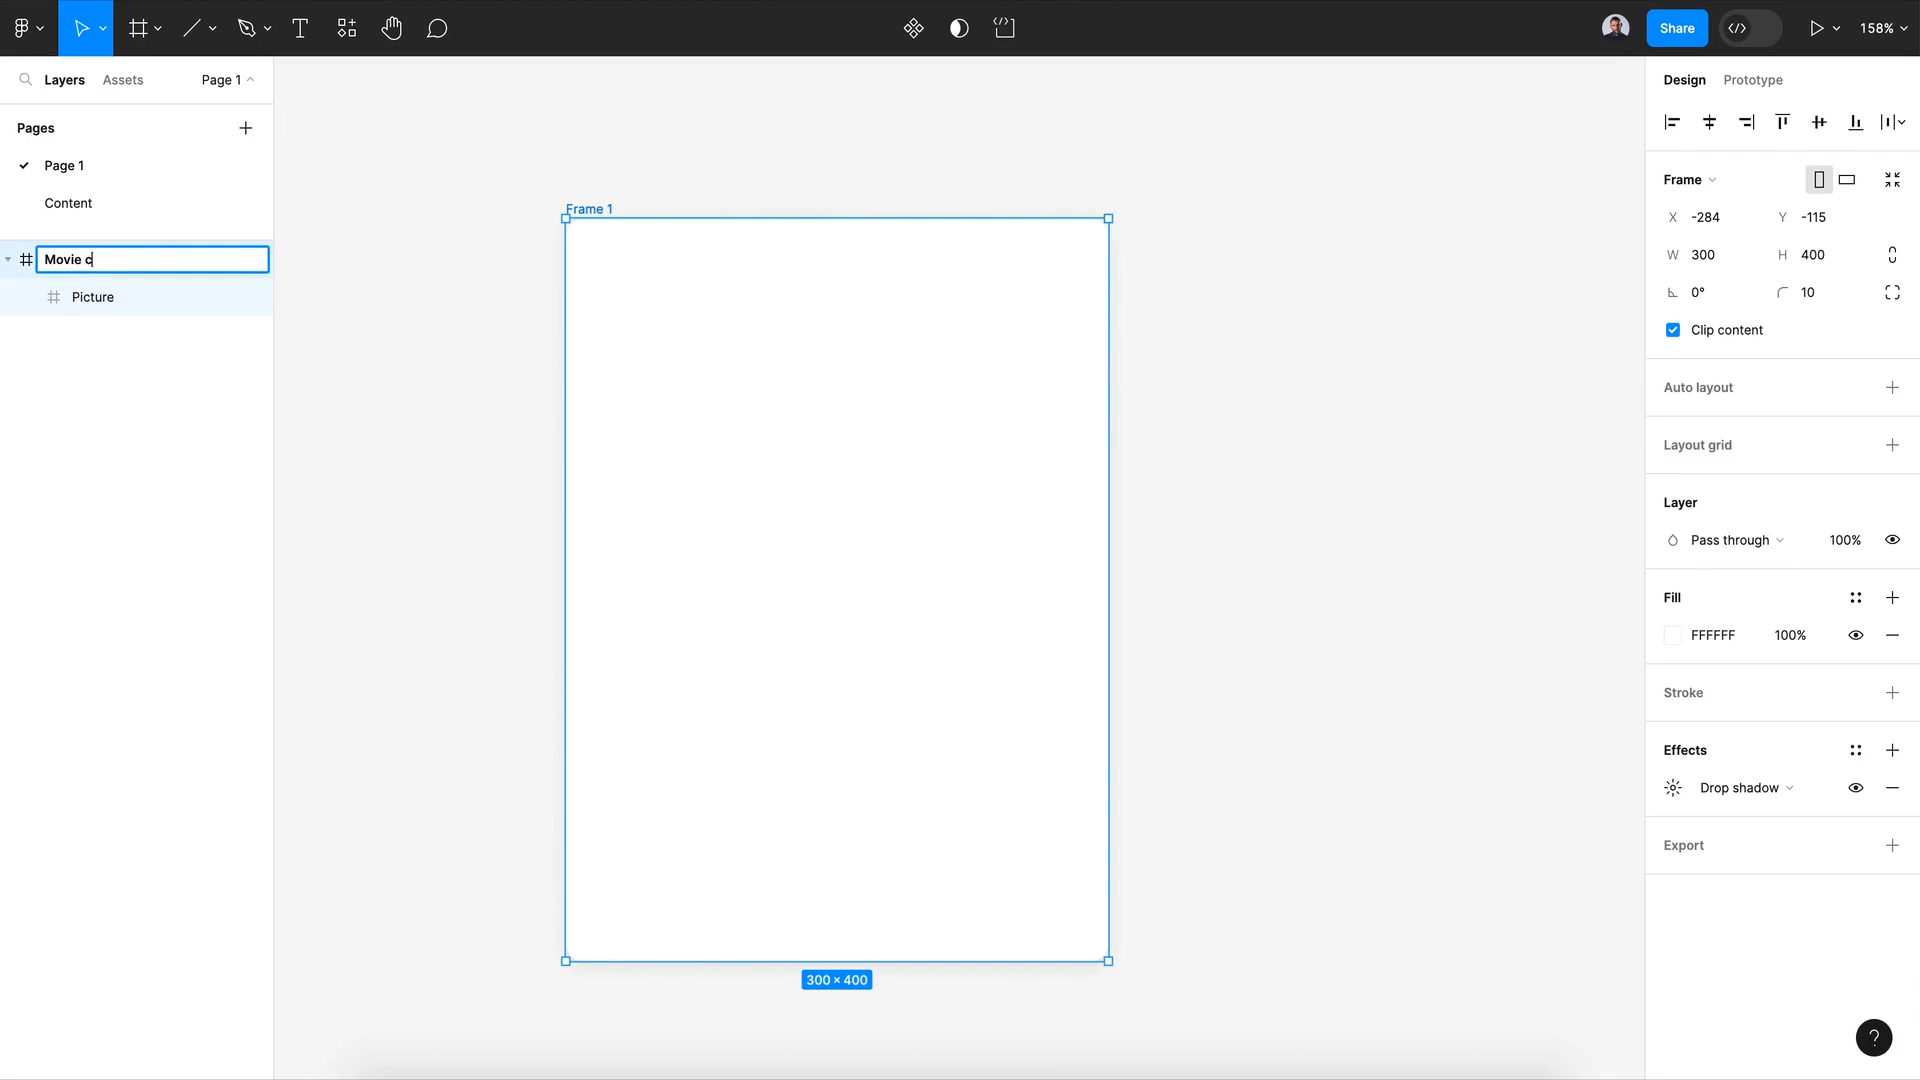 Share
158%
Layers
Assets
Page 1
Pages
Page 1
Content
Movie c
Picture
Frame 1
300 × 400
Design
Prototype
Frame
X -284
Y -115
W 300
H 400
0°
10
Clip content
Auto layout
Layout grid
Layer
Pass through
100%
Fill
FFFFFF
100%
Stroke
Effects
Drop shadow
Export
?